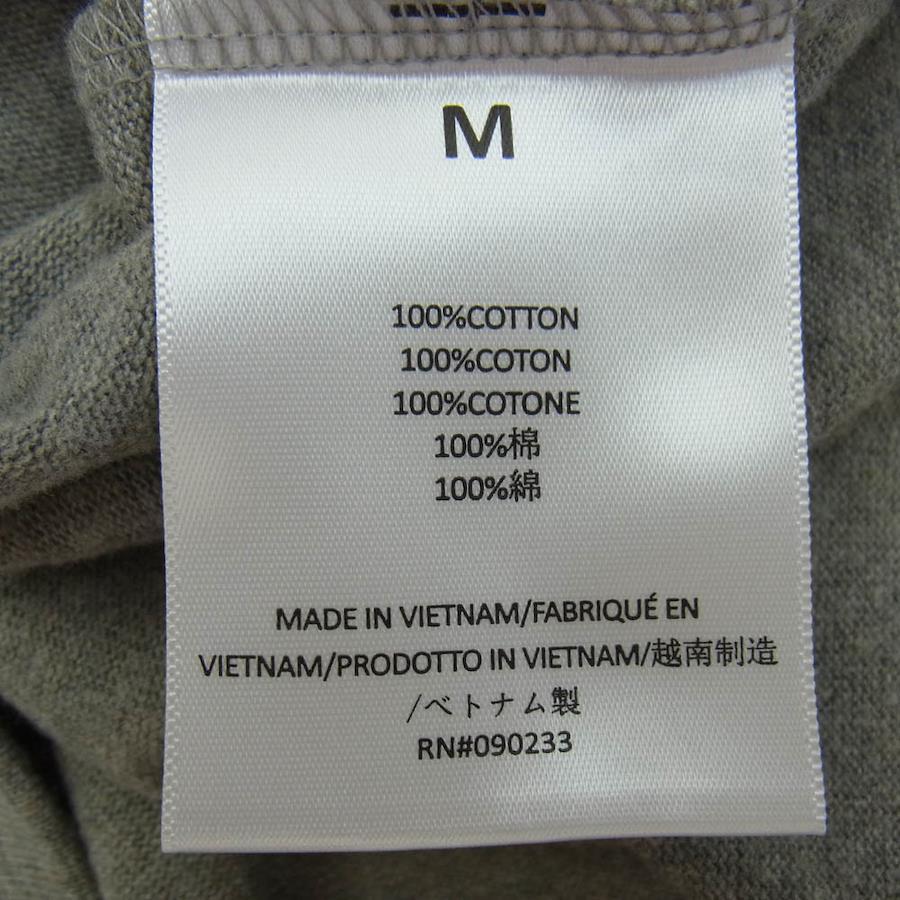 M
100%COTTON
100%COTON
100%COTONE
100%棉
100%綿
MADE IN VIETNAM/FABRIQUÉ EN
VIETNAM/PRODOTTO IN VIETNAM/越南制造
/ベトナム製
RN#090233